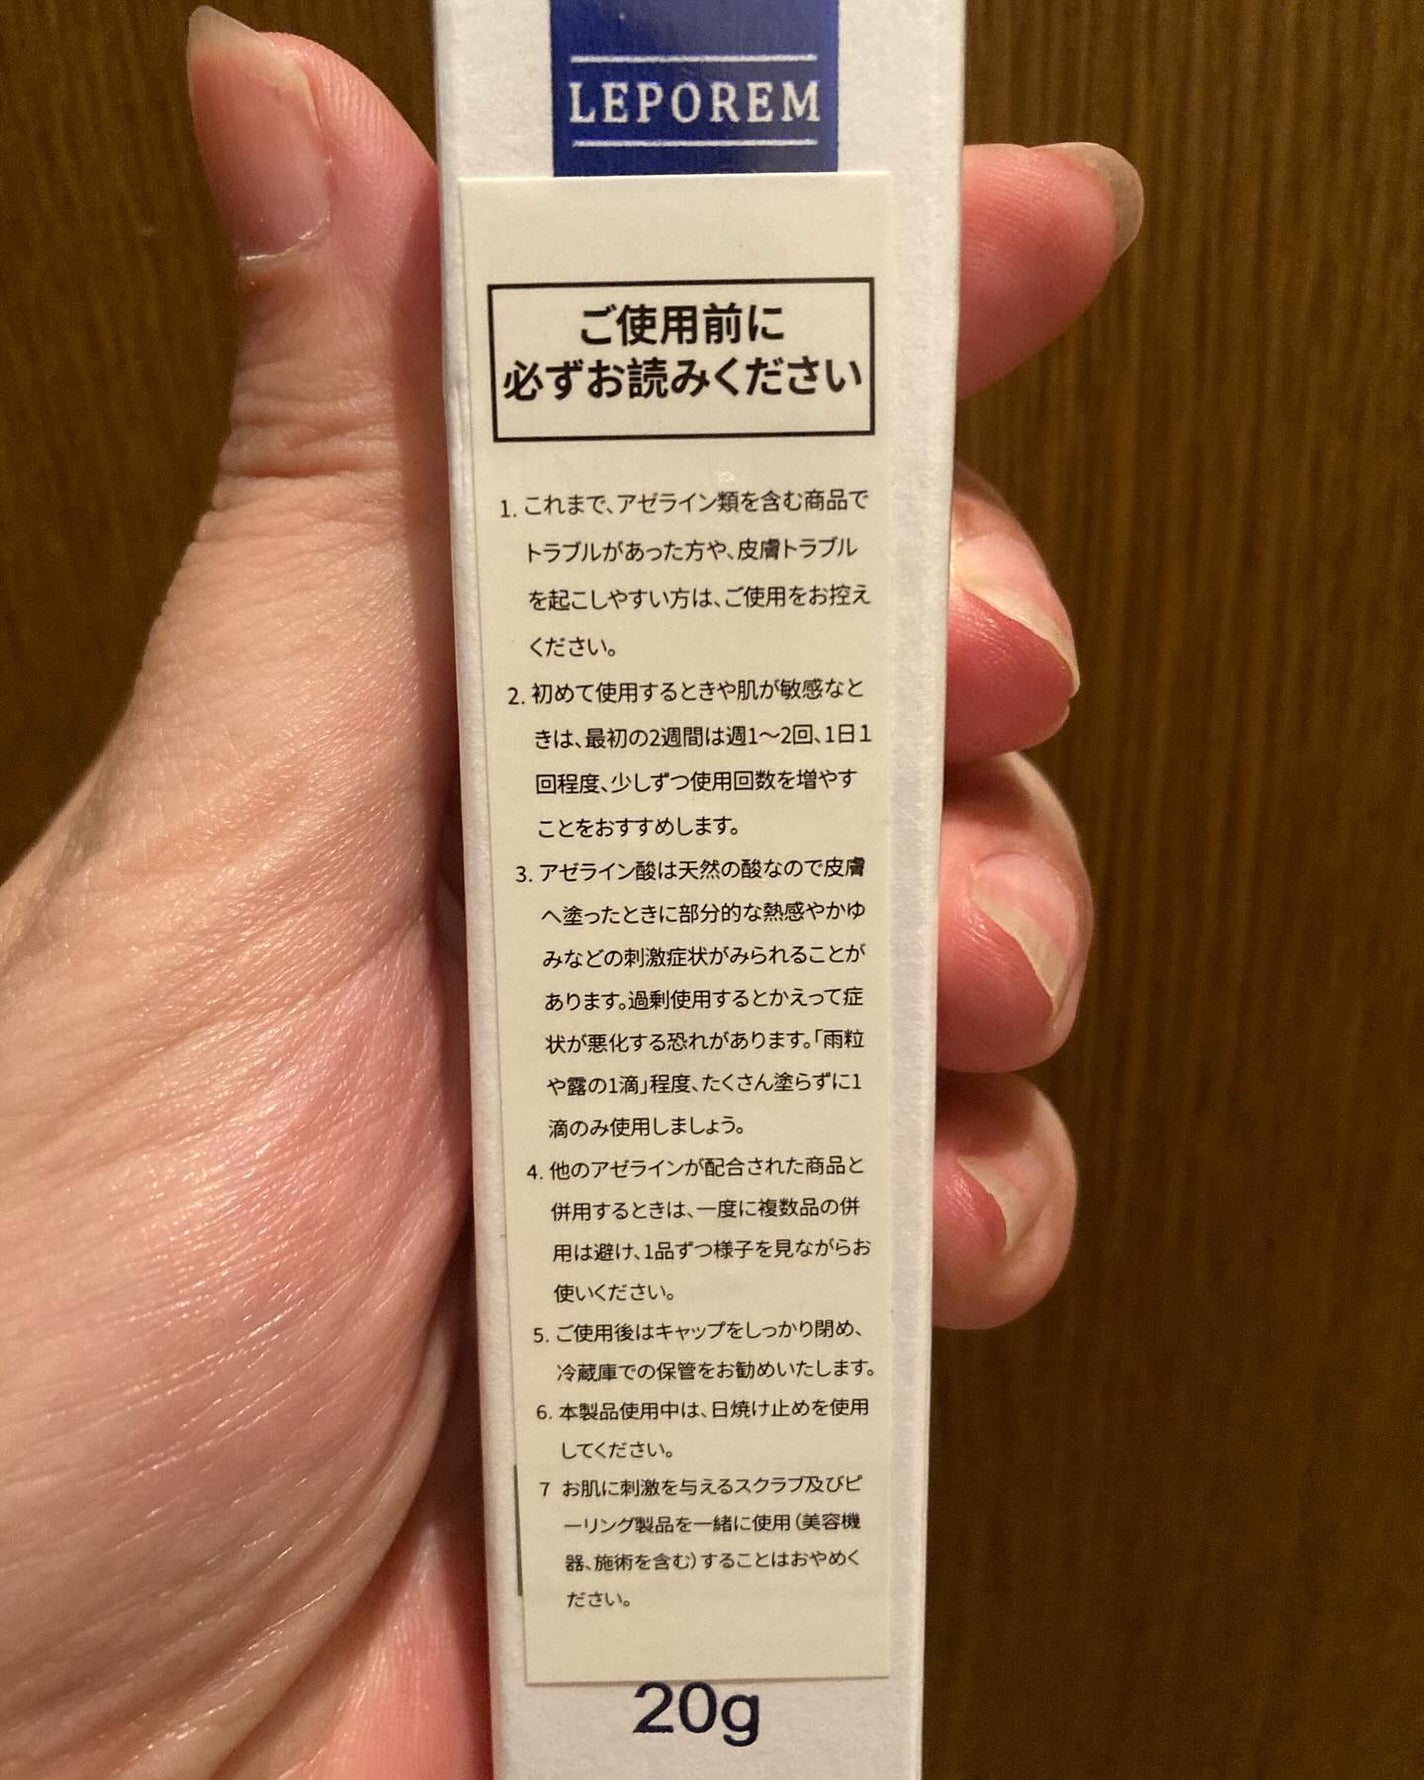 LEPOREM
ご使用前に
必ずお読みください
1. これまで、アゼライン類を含む商品で
トラブルがあった方や、皮膚トラブル
を起こしやすい方は、ご使用をお控え
ください。
2. 初めて使用するときや肌が敏感なと
きは、最初の2週間は週1〜2回、1日1
回程度、少しずつ使用回数を増やす
ことをおすすめします。
3. アゼライン酸は天然の酸なので皮膚
へ塗ったときに部分的な熱感やかゆ
みなどの刺激症状がみられることが
あります。過剰使用するとかえって症
状が悪化する恐れがあります。「雨粒
や露の1滴」程度、たくさん塗らずに1
滴のみ使用しましょう。
4. 他のアゼラインが配合された商品と
併用するときは、一度に複数品の併
用は避け、1品ずつ様子を見ながらお
使いください。
5. ご使用後はキャップをしっかり閉め、
冷蔵庫での保管をお勧めいたします。
6. 本製品使用中は、日焼け止めを使用
してください。
7 お肌に刺激を与えるスクラブ及びピ
ーリング製品を一緒に使用（美容機
器、施術を含む）することはおやめく
ださい。
20g